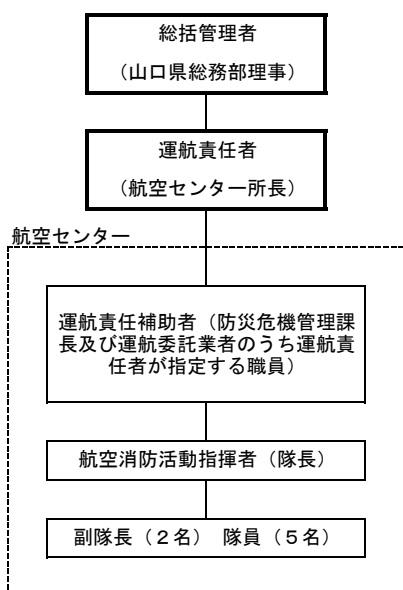 総括管理者
（山口県総務部理事）
運航責任者
（航空センター所長）
航空センター
運航責任補助者（防災危機管理課
長及び運航委託業者のうち運航責
任者が指定する職員）
航空消防活動指揮者（隊長）
副隊長（２名）　隊員（５名）